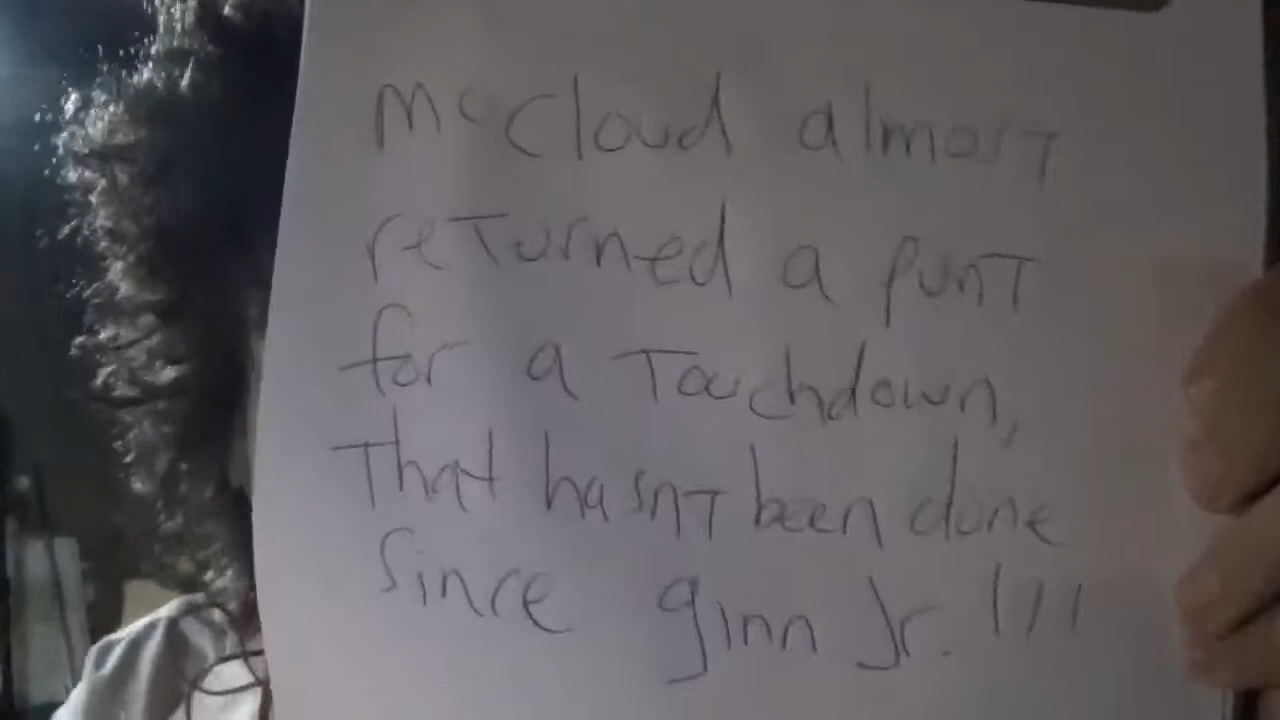 McCloud almost
returned a punt
for a Touchdown,
That hasnt been done
Since ginn Jr. !!!